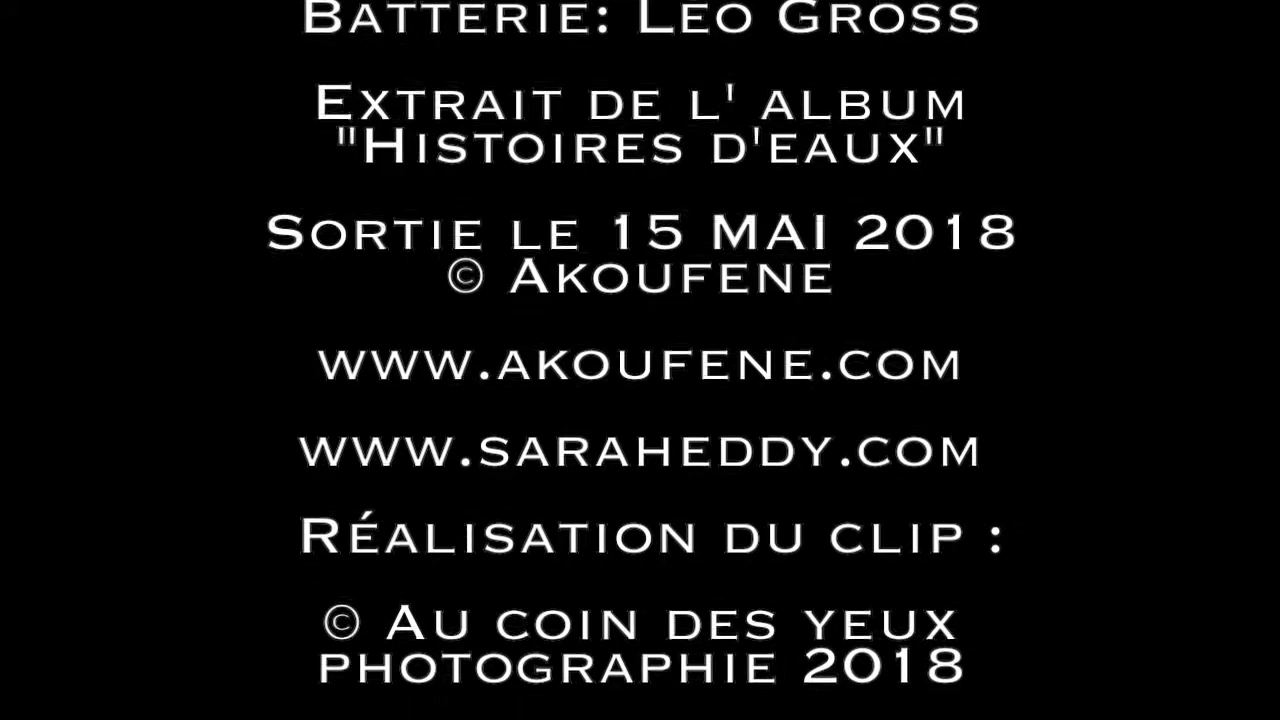 Batterie: Léo Gross
Extrait de l' album
"Histoires d'eaux"
Sortie le 15 MAI 2018
© Akoufene
www.akoufene.com
www.saraheddy.com
Réalisation du clip :
© Au coin des yeux
photographie 2018